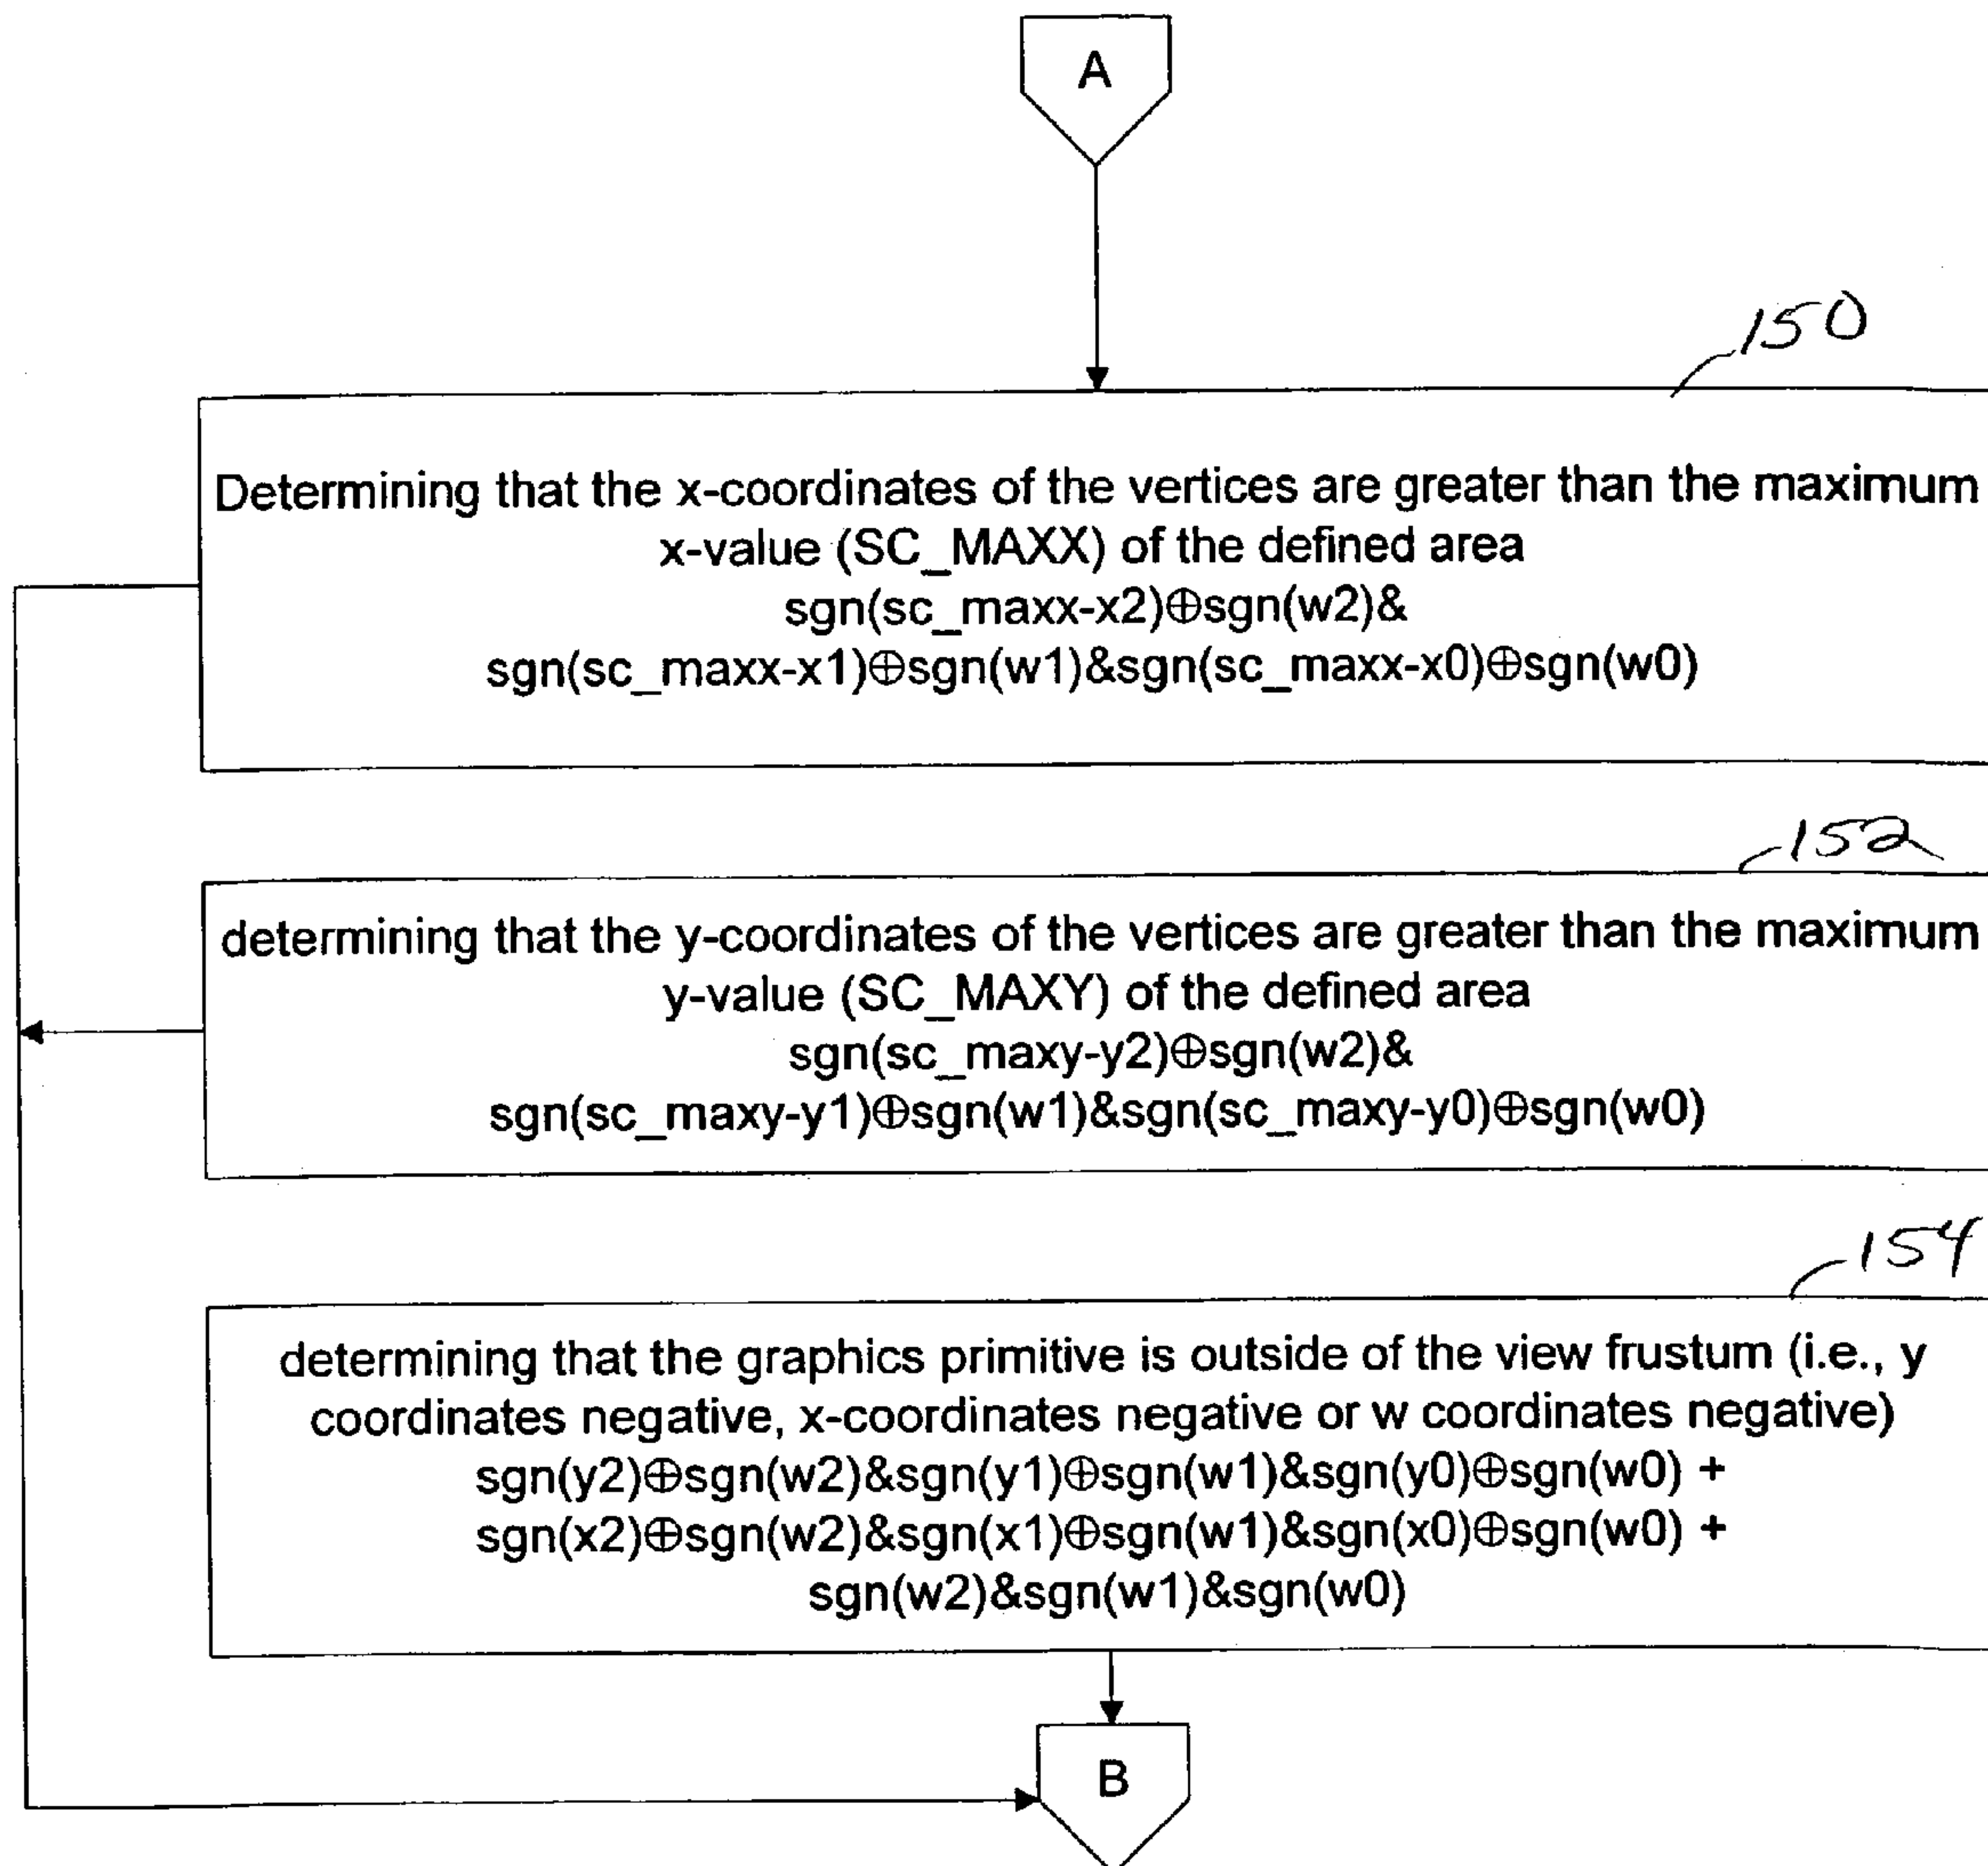 A
150
Determining that the x-coordinates of the vertices are greater than the maximum
x-value (SC_MAXX) of the defined area
sgn(sc_maxx-x2)⊕sgn(w2)&
sgn(sc_maxx-x1)⊕sgn(w1)&sgn(sc_maxx-x0)⊕sgn(w0)
152
determining that the y-coordinates of the vertices are greater than the maximum
y-value (SC_MAXY) of the defined area
sgn(sc_maxy-y2)⊕sgn(w2)&
sgn(sc_maxy-y1)⊕sgn(w1)&sgn(sc_maxy-y0)⊕sgn(w0)
154
determining that the graphics primitive is outside of the view frustum (i.e., y
coordinates negative, x-coordinates negative or w coordinates negative)
sgn(y2)⊕sgn(w2)&sgn(y1)⊕sgn(w1)&sgn(y0)⊕sgn(w0) +
sgn(x2)⊕sgn(w2)&sgn(x1)⊕sgn(w1)&sgn(x0)⊕sgn(w0) +
sgn(w2)&sgn(w1)&sgn(w0)
B